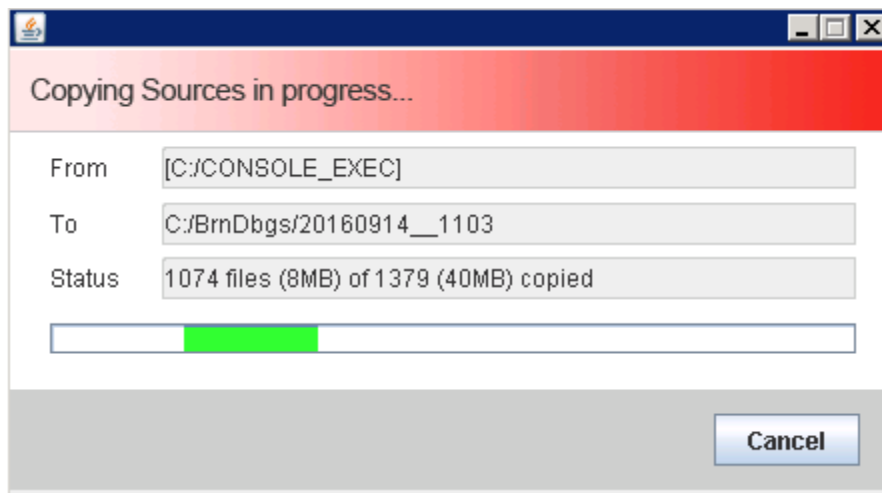 Copying Sources in progress...
From [C:/CONSOLE_EXEC]
To C:/BrnDbgs/20160914__1103
Status 1074 files (8MB) of 1379 (40MB) copied
Cancel